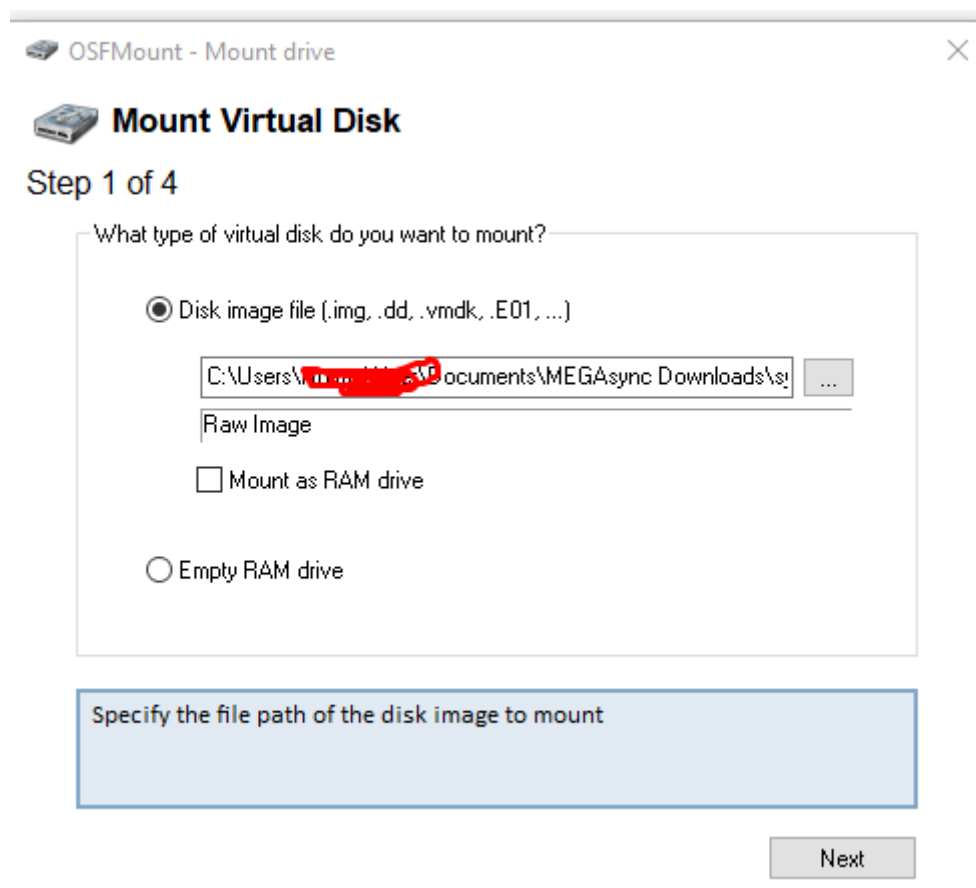 OSFMount - Mount drive
Mount Virtual Disk
Step 1 of 4
What type of virtual disk do you want to mount?
Disk image file (.img, .dd, .vmdk, .E01, ...)
C:\Users\ \Documents\MEGAsync Downloads\sy
...
Raw Image
Mount as RAM drive
Empty RAM drive
Specify the file path of the disk image to mount
Next